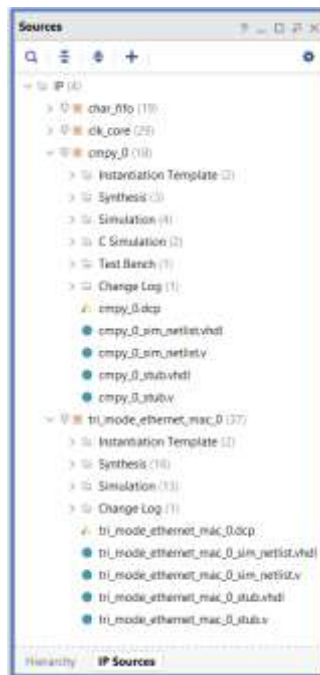 Sources
IP (4)
char_fifo (19)
clk_core (29)
cmpy_0 (18)
Instantiation Template (2)
Synthesis (3)
Simulation (4)
C Simulation (2)
Test Bench (1)
Change Log (1)
cmpy_0.dcp
cmpy_0_sim_netlist.vhdl
cmpy_0_sim_netlist.v
cmpy_0_stub.vhdl
cmpy_0_stub.v
tri_mode_ethernet_mac_0 (37)
Instantiation Template (2)
Synthesis (16)
Simulation (13)
Change Log (1)
tri_mode_ethernet_mac_0.dcp
tri_mode_ethernet_mac_0_sim_netlist.vhdl
tri_mode_ethernet_mac_0_sim_netlist.v
tri_mode_ethernet_mac_0_stub.vhdl
tri_mode_ethernet_mac_0_stub.v
Hierarchy IP Sources